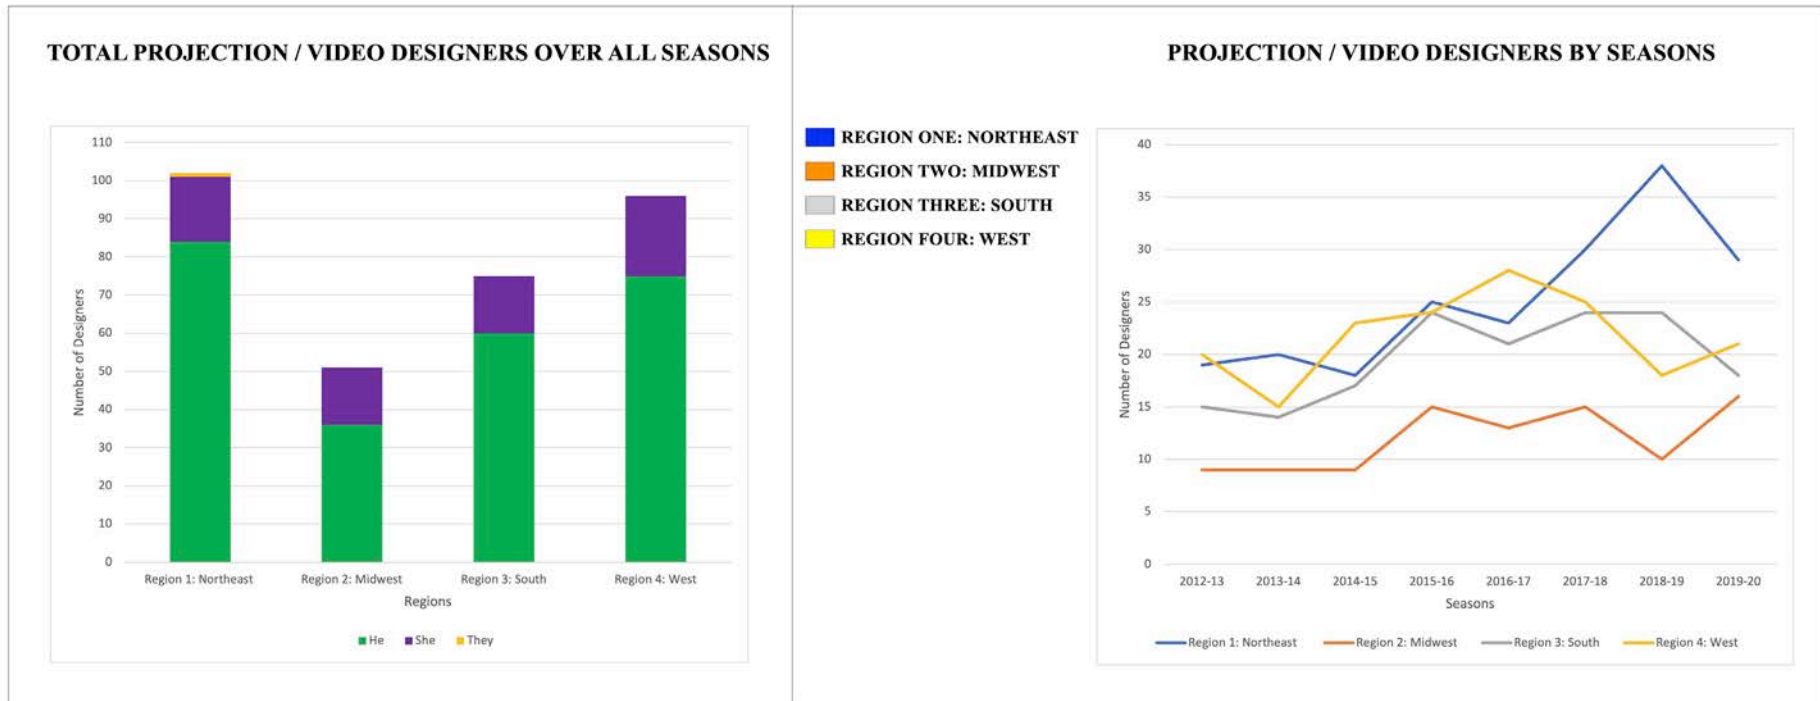 TOTAL PROJECTION / VIDEO DESIGNERS OVER ALL SEASONS
110
100
90
80
70
60
50
40
30
20
10
0
Number of Designers
Region 1: Northeast
Region 2: Midwest
Region 3: South
Region 4: West
Regions
He
She
They
REGION ONE: NORTHEAST
REGION TWO: MIDWEST
REGION THREE: SOUTH
REGION FOUR: WEST
PROJECTION / VIDEO DESIGNERS BY SEASONS
40
35
30
25
20
15
10
5
0
Number of Designers
2012-13
2013-14
2014-15
2015-16
2016-17
2017-18
2018-19
2019-20
Seasons
Region 1: Northeast
Region 2: Midwest
Region 3: South
Region 4: West